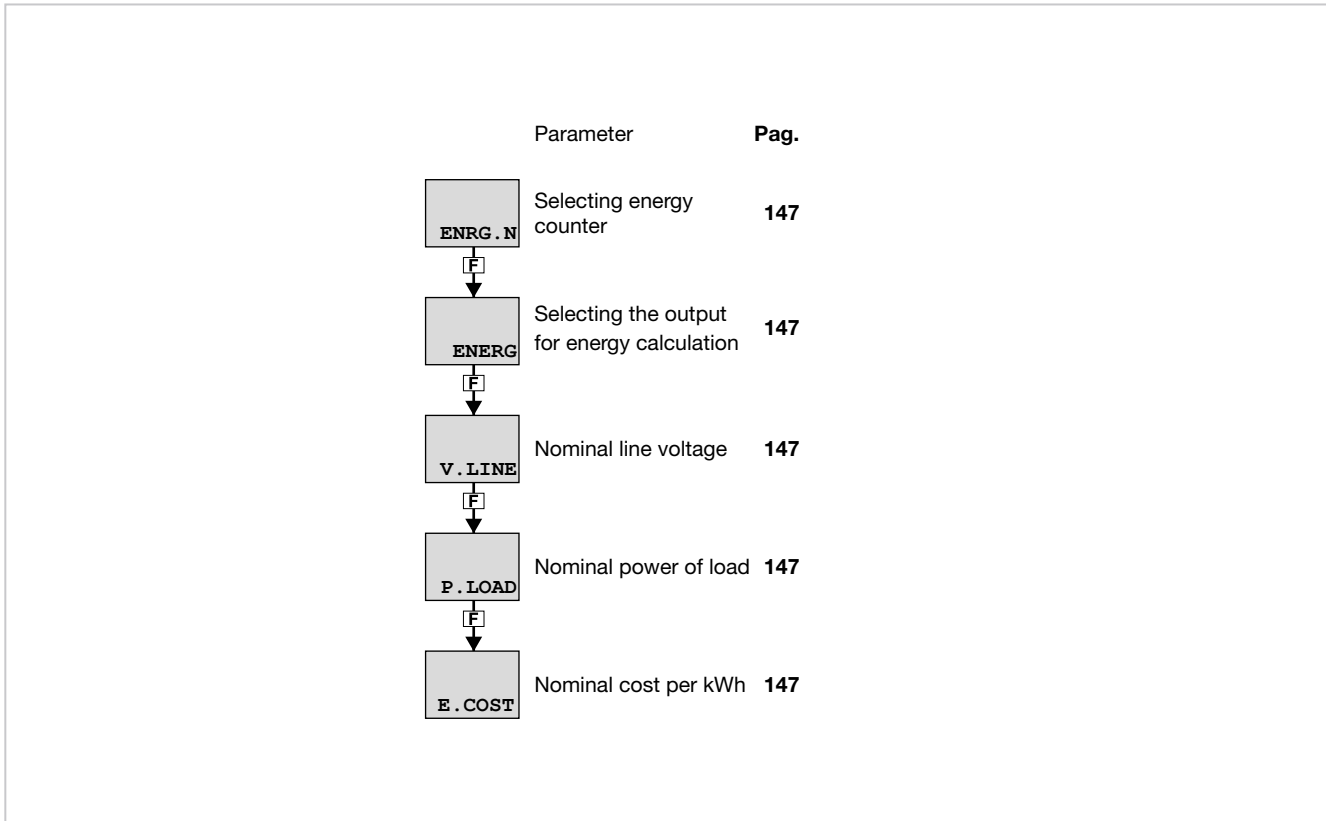 Parameter Pag.
ENRG.N
Selecting energy
counter
147
F
ENERG
Selecting the output
for energy calculation
147
F
V.LINE
Nominal line voltage 147
F
P.LOAD
Nominal power of load 147
F
E.COST
Nominal cost per kWh 147